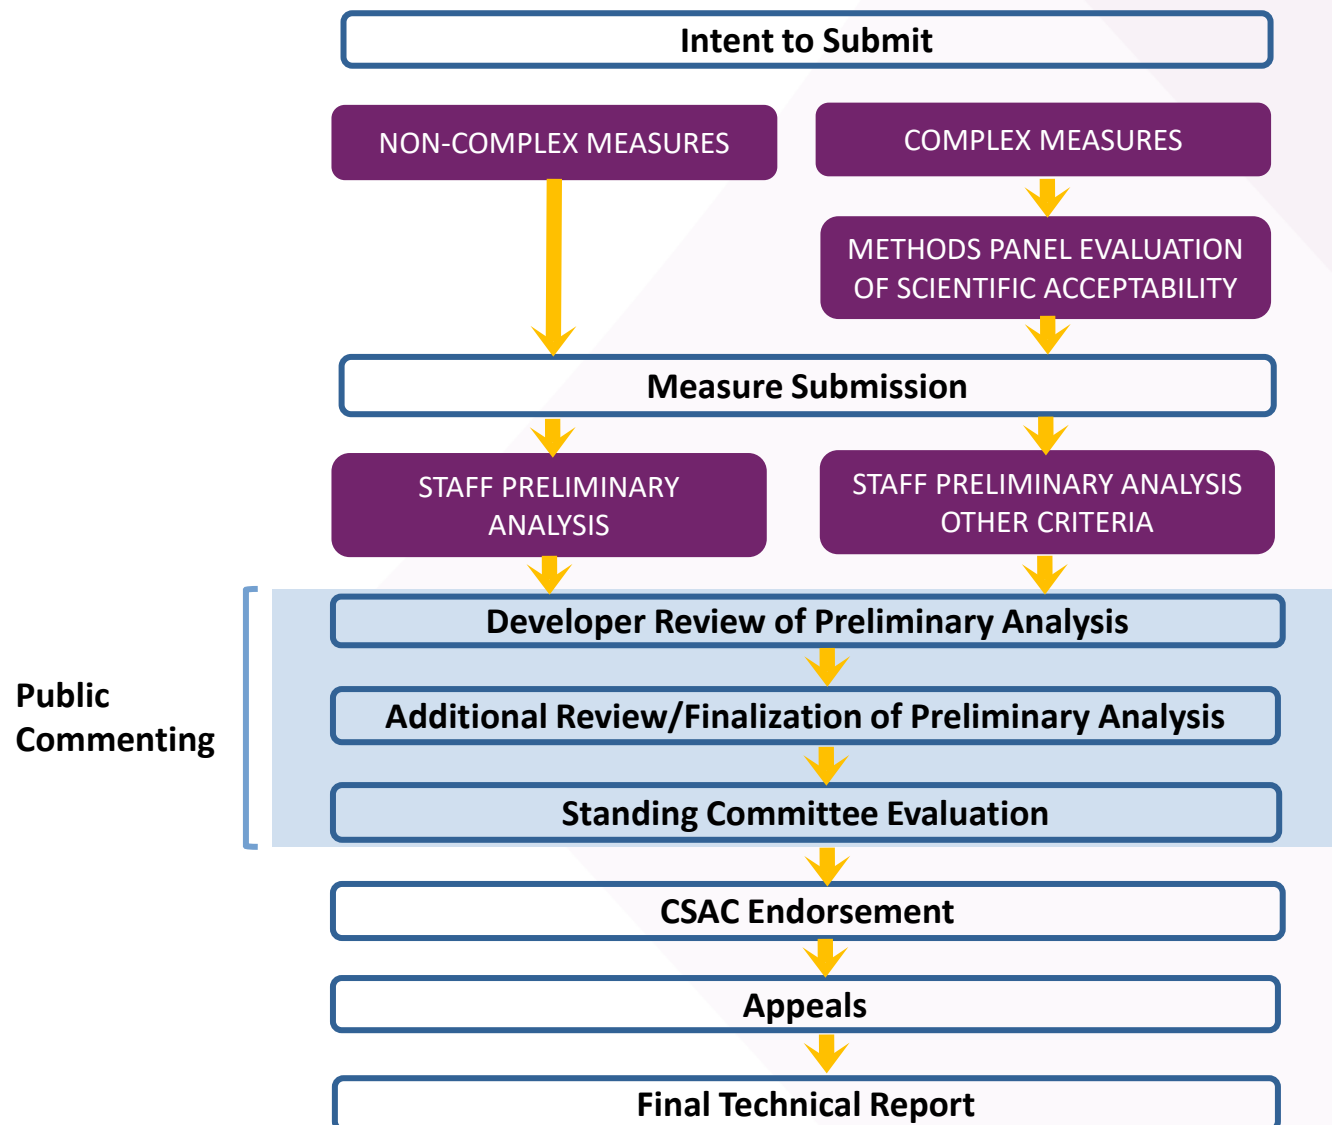 Intent to Submit
NON-COMPLEX MEASURES
COMPLEX MEASURES
METHODS PANEL EVALUATION
OF SCIENTIFIC ACCEPTABILITY
Measure Submission
STAFF PRELIMINARY
ANALYSIS
STAFF PRELIMINARY ANALYSIS
OTHER CRITERIA
Public
Commenting
Developer Review of Preliminary Analysis
Additional Review/Finalization of Preliminary Analysis
Standing Committee Evaluation
CSAC Endorsement
Appeals
Final Technical Report